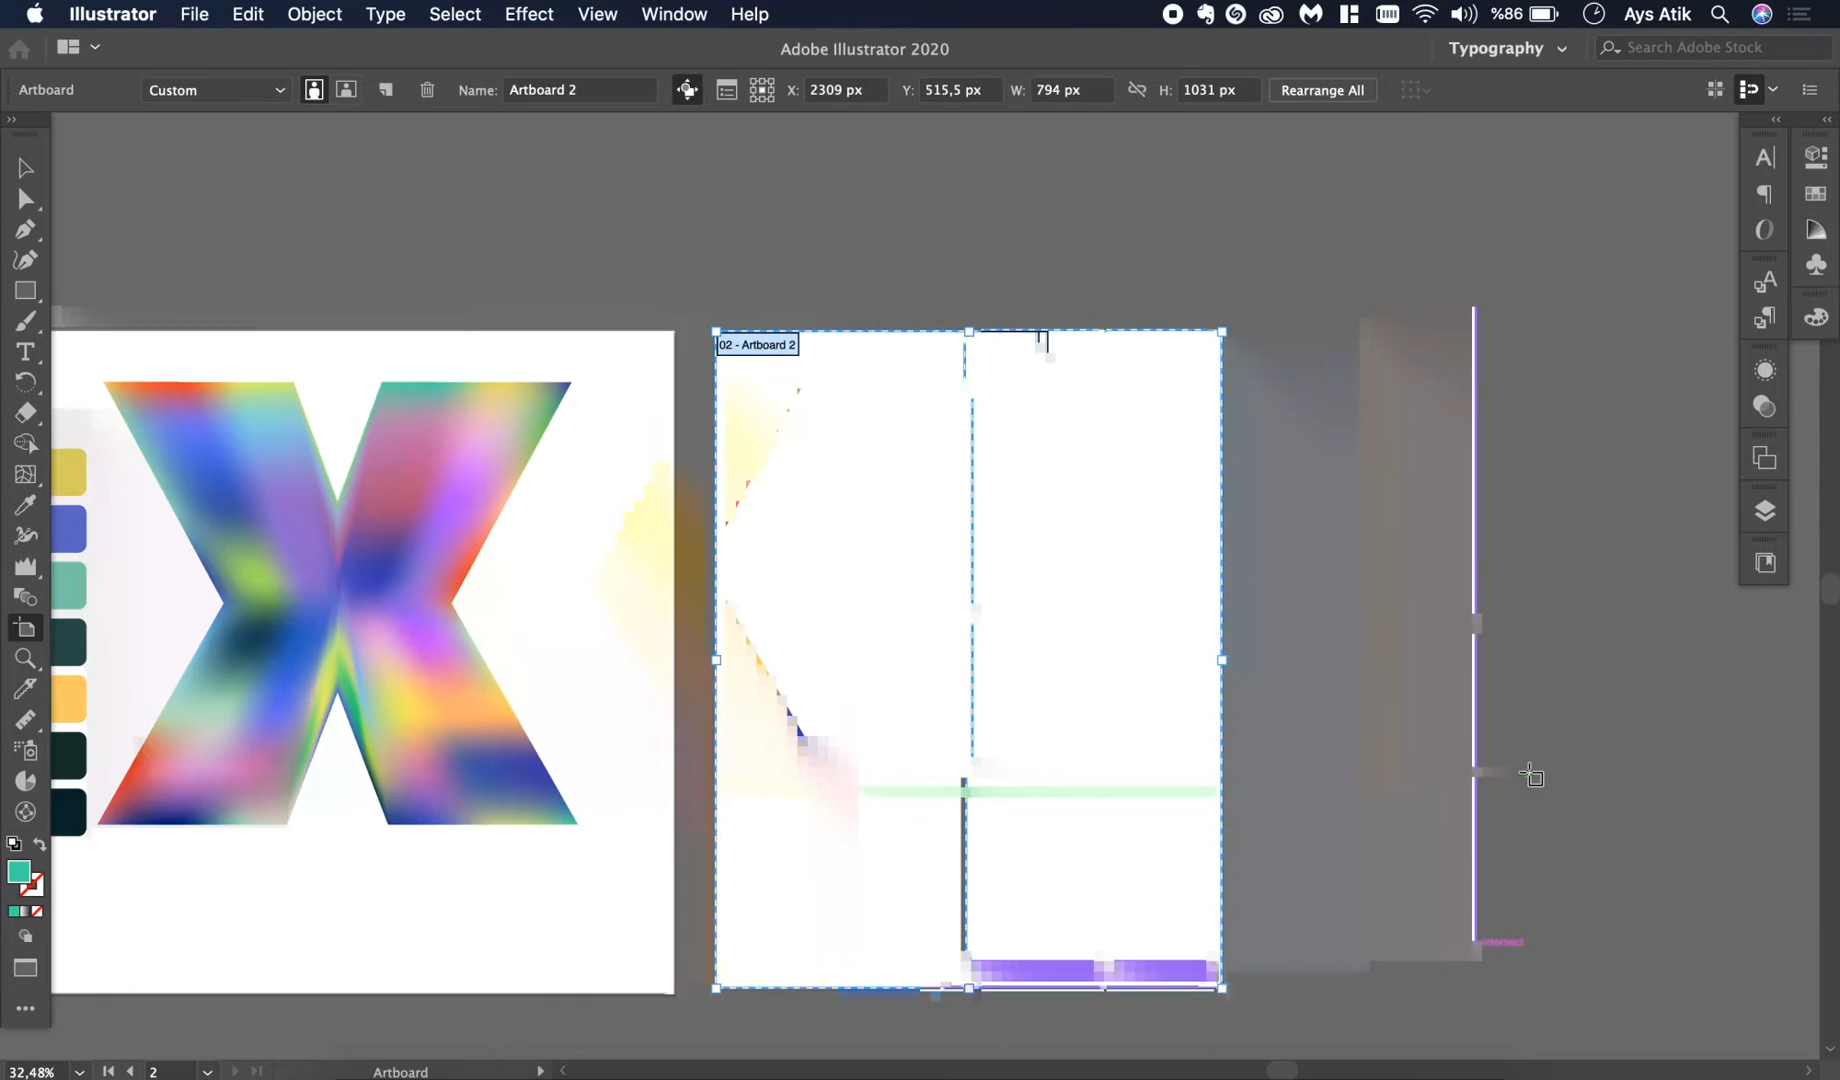 Illustrator File Edit Object Type Select Effect View Window Help %86 Ays Atik
Adobe Illustrator 2020 Typography Search Adobe Stock
Artboard Custom Name: Artboard 2 X: 2309 px Y: 515,5 px W: 794 px H: 1031 px Rearrange All
02 - Artboard 2
X
intersect
32,48% 2 Artboard